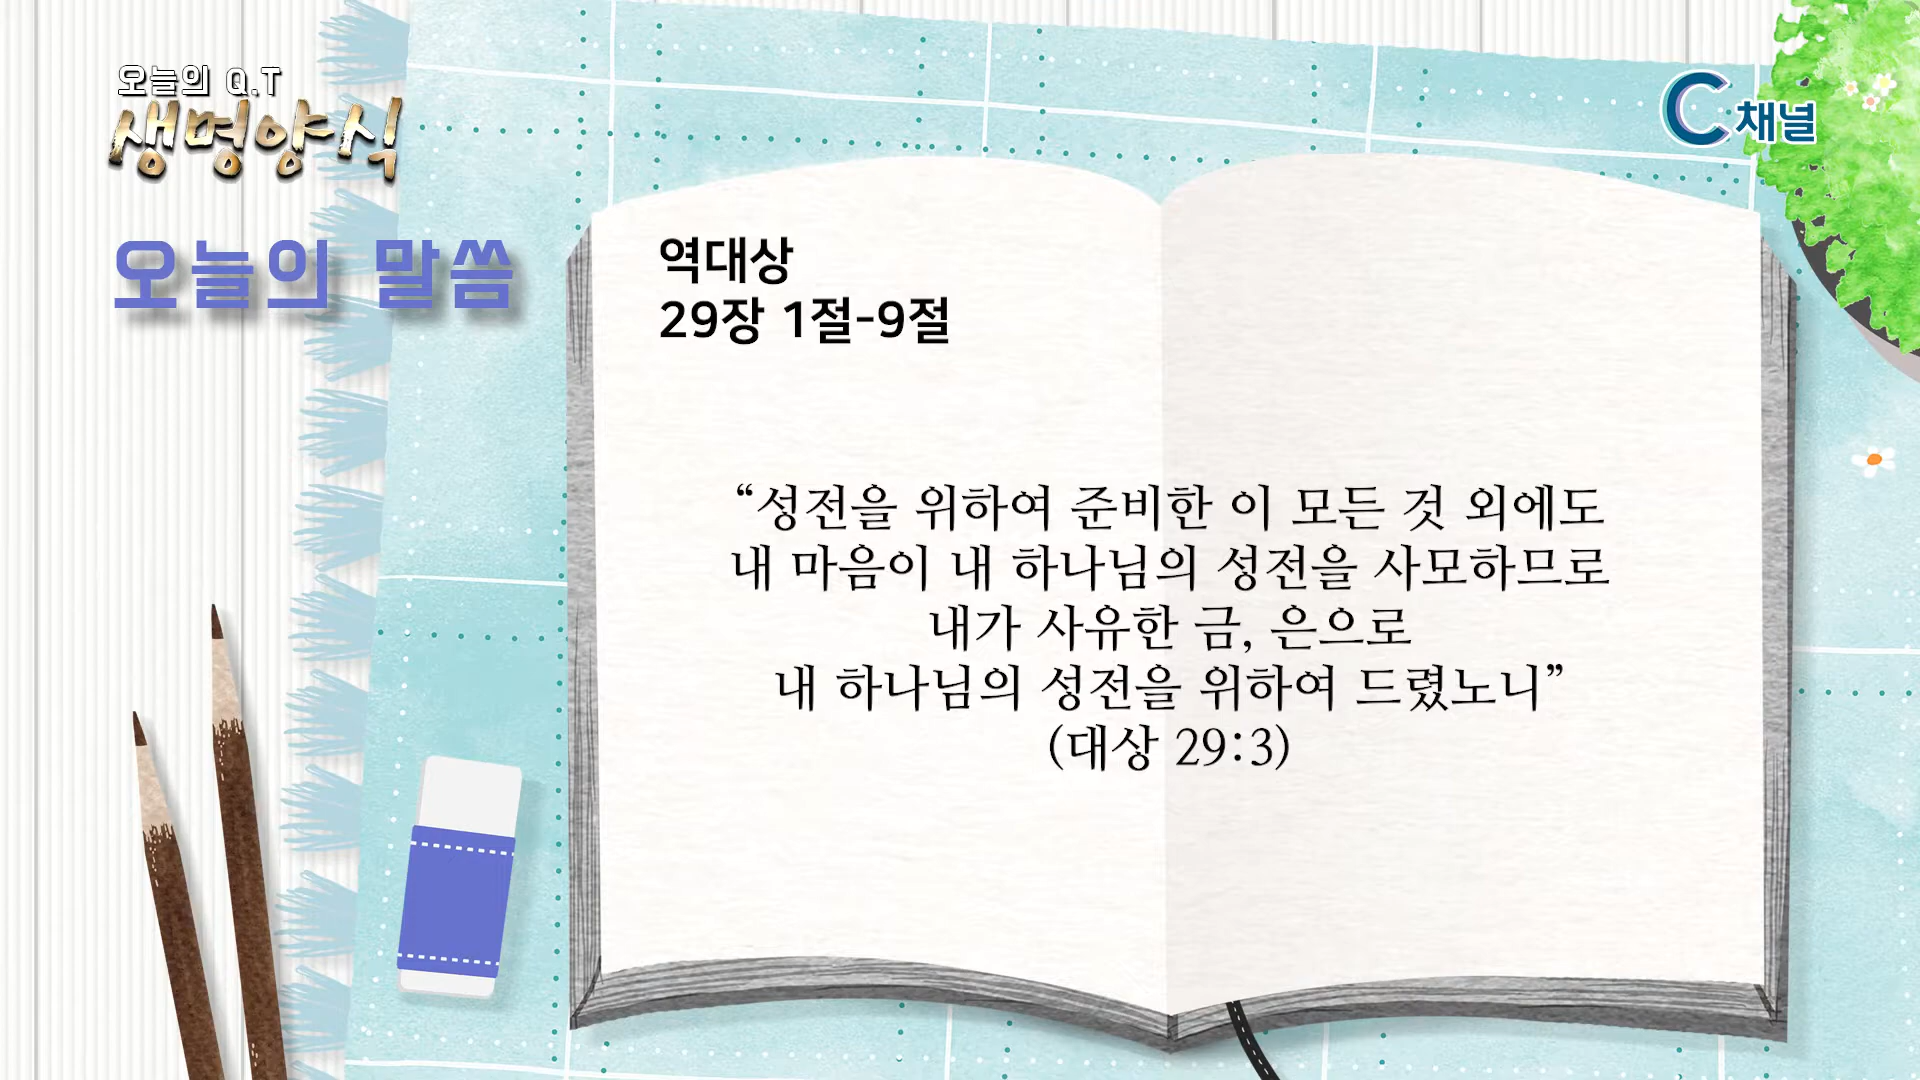 오늘의 Q.T
생명양식
C채널
오늘의 말씀
역대상
29장 1절-9절
“성전을 위하여 준비한 이 모든 것 외에도
내 마음이 내 하나님의 성전을 사모하므로
내가 사유한 금, 은으로
내 하나님의 성전을 위하여 드렸노니”
(대상 29:3)